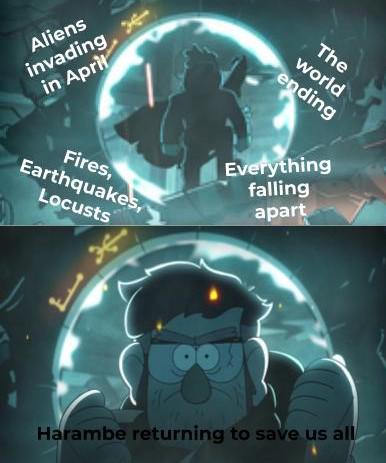 Aliens
invading
in April
The
world
ending
Fires,
Earthquakes,
Locusts
Everything
falling
apart
Harambe returning to save us all